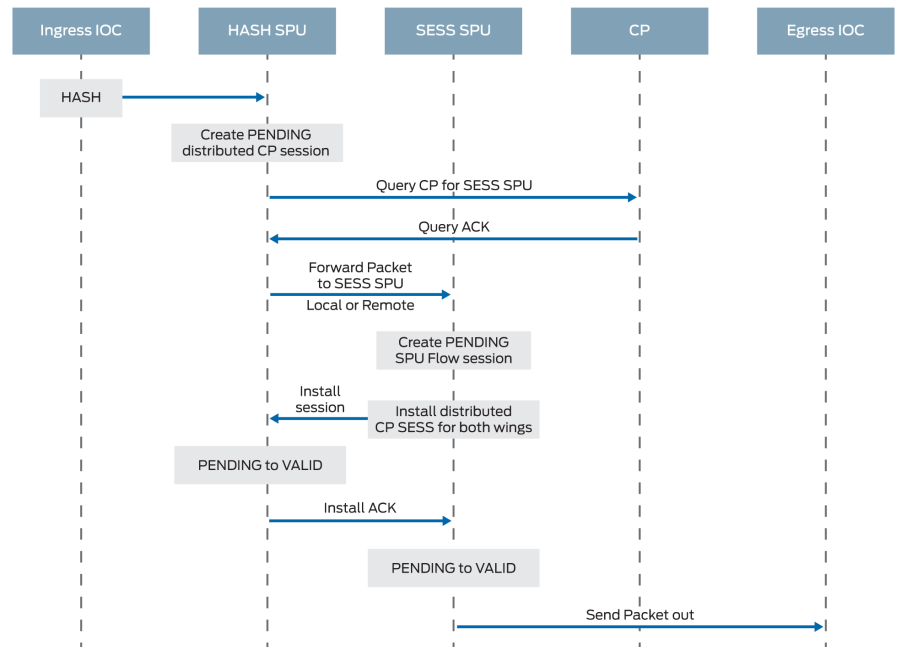 Ingress IOC
HASH SPU
SESS SPU
CP
Egress IOC
HASH
Create PENDING
distributed CP session
Query CP for SESS SPU
Query ACK
Forward Packet
to SESS SPU
Local or Remote
Create PENDING
SPU Flow session
Install
session
Install distributed
CP SESS for both wings
PENDING to VALID
Install ACK
PENDING to VALID
Send Packet out